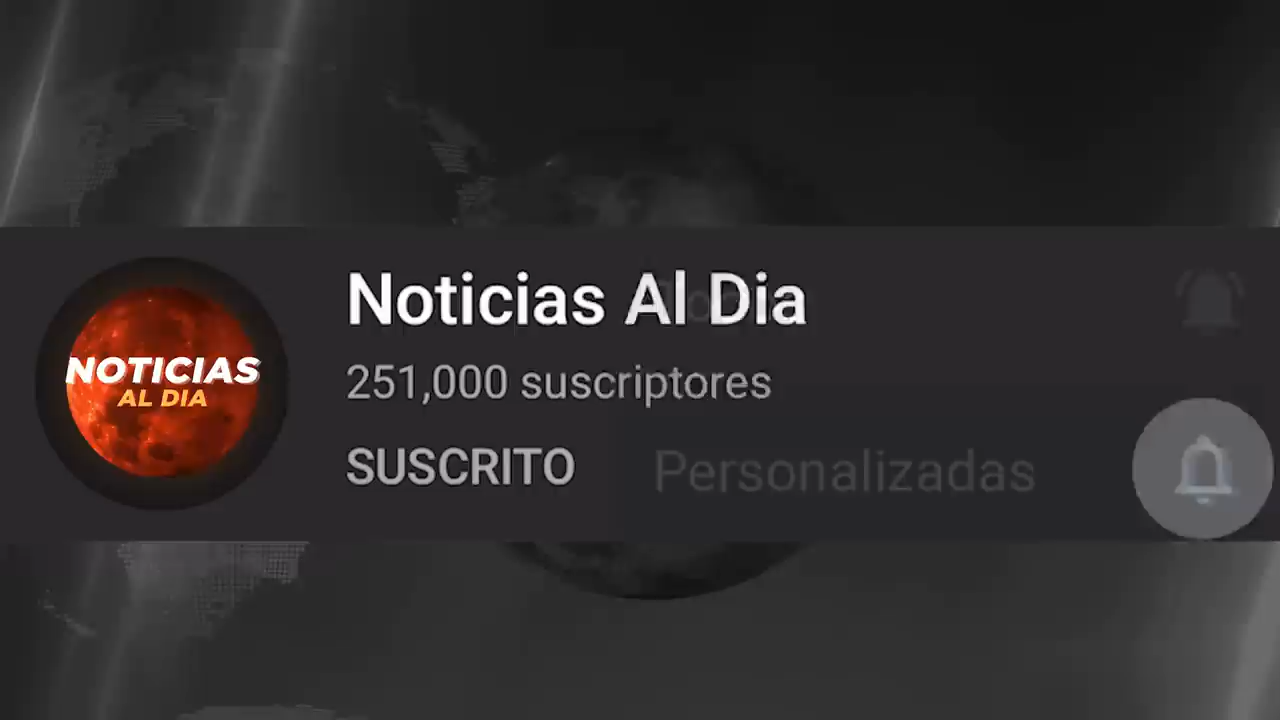 NOTICIAS
AL DIA
Noticias Al Dia
251,000 suscriptores
SUSCRITO
Personalizadas